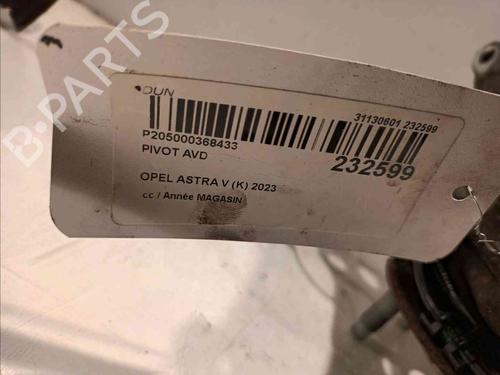 DUN
31130601 232599
P205000368433
232599
PIVOT AVD
OPEL ASTRA V (K) 2023
cc / Année MAGASIN
B-PARTS